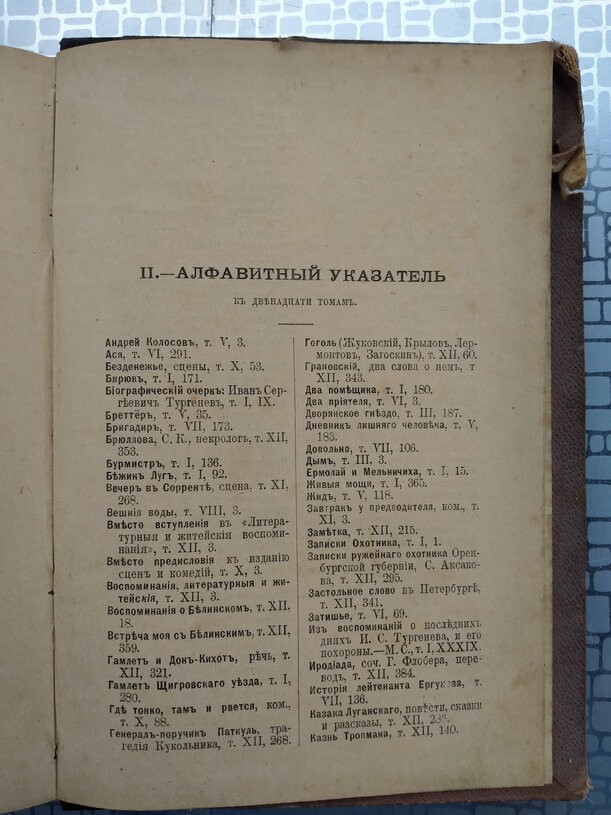 II.—АЛФАВИТНЫЙ УКАЗАТЕЛЬ
КЪ ДВѢНАДЦАТИ ТОМАМЪ.
Андрей Колосовъ, т. V, 3.
Ася, т. VI, 291.
Безденежье, сцены, т. X, 53.
Бирюкъ, т. I, 171.
Біографическій очеркъ: Иванъ Сер-
гѣевичъ Тургеневъ, т. I, IX.
Бреттёръ, т. V, 35.
Бригадиръ, т. VII, 173.
Брюллова, С. К., некрологъ, т. XII,
353.
Бурмистръ, т. I, 136.
Бѣжинъ Лугъ, т. I, 92.
Вечеръ въ Соррентѣ, сцена, т. XI,
268.
Вешнія воды, т. VIII, 3.
Вмѣсто вступленія въ «Литера-
турныя и житейскія воспоми-
нанія», т. XII, 3.
Вмѣсто предисловія къ изданію
сценъ и комедій, т. X, 3.
Воспоминанія, литературныя и жи-
тейскія, т. XII, 3.
Воспоминанія о Бѣлинскомъ, т. XII,
18.
Встрѣча моя съ Бѣлинскимъ, т. XII,
359.
Гамлетъ и Донъ-Кихотъ, рѣчь, т.
XII, 321.
Гамлетъ Щигровскаго уѣзда, т. I,
280.
Гдѣ тонко, тамъ и рвется, ком.,
т. X, 88.
Генералъ-поручикъ Паткуль, тра-
гедія Кукольника, т. XII, 268.
Гоголь (Жуковскій, Крыловъ, Лер-
монтовъ, Загоскинъ), т. XII, 60.
Грановскій, два слова о немъ, т
XII, 343.
Два помѣщика, т. I, 180.
Два пріятеля, т. VI, 3.
Дворянское гнѣздо, т. III, 187.
Дневникъ лишняго человѣка, т. V,
185.
Довольно, т. VII, 106.
Дымъ, т. III, 3.
Ермолай и Мельничиха, т. I, 15.
Живыя мощи, т. I, 365.
Жидъ, т. V, 118.
Завтракъ у предводителя, ком., т.
XI, 3.
Замѣтка, т. XII, 215.
Записки Охотника, т. I, 1.
Записки ружейнаго охотника Орен-
бургской губерніи, С. Аксако-
ва, т. XII, 295.
Застольное слово въ Петербургѣ,
т. XII, 341.
Затишье, т. VI, 69.
Изъ воспоминаній о послѣднихъ
дняхъ И. С. Тургенева, и его
похороны.—М. С., т. I, XXXIX.
Иродіада, соч. Г. Флобера, пере-
водъ, т. XII, 384.
Исторія лейтенанта Ергунова, т.
VII, 136.
Казака Луганскаго, повѣсти, сказки
и разсказы, т. XII,
Казнь Тропмана, т. XII, 140.